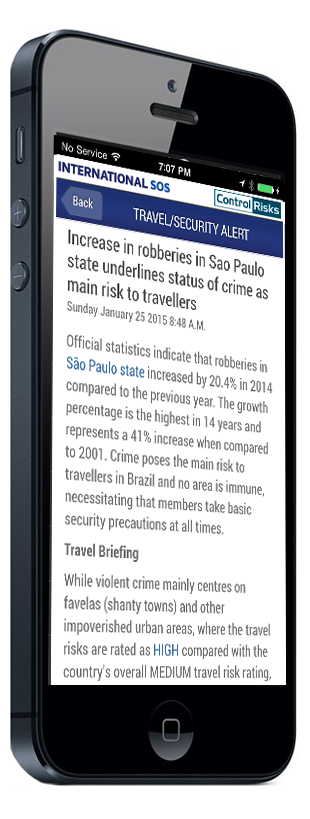 No Service 7:07 PM
INTERNATIONAL SOS
Control Risks
Back TRAVEL/SECURITY ALERT
Increase in robberies in Sao Paulo
state underlines status of crime as
main risk to travellers
Sunday January 25 2015 8:48 A.M.
Official statistics indicate that robberies in
São Paulo state increased by 20.4% in 2014
compared to the previous year. The growth
percentage is the highest in 14 years and
represents a 41% increase when compared
to 2001. Crime poses the main risk to
travellers in Brazil and no area is immune,
necessitating that members take basic
security precautions at all times.
Travel Briefing
While violent crime mainly centres on
favelas (shanty towns) and other
impoverished urban areas, where the travel
risks are rated as HIGH compared with the
country's overall MEDIUM travel risk rating,